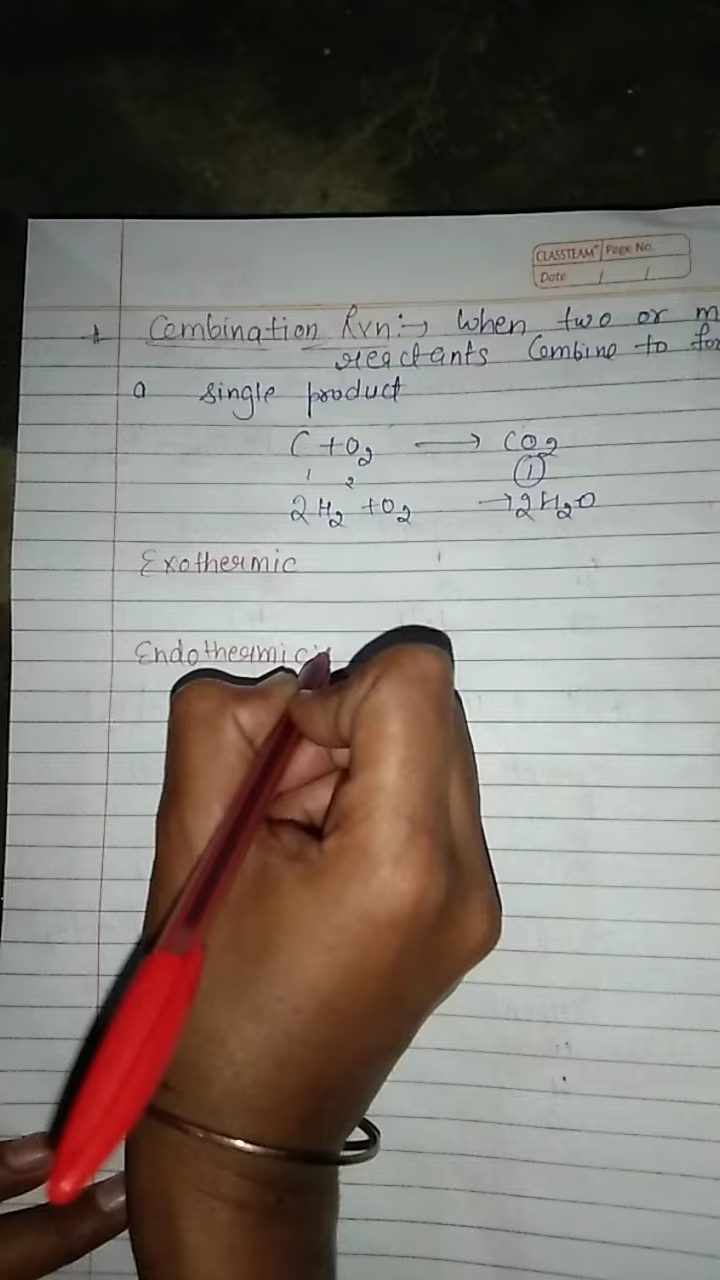 CLASSTEAM Page No.
Date / /
Combination Rxn:→ When two or m
reactants Combine to for
a single product
C + O2 → CO2
1 2 1
2H2 + O2 → 2H2O
Exothermic
Endothermic